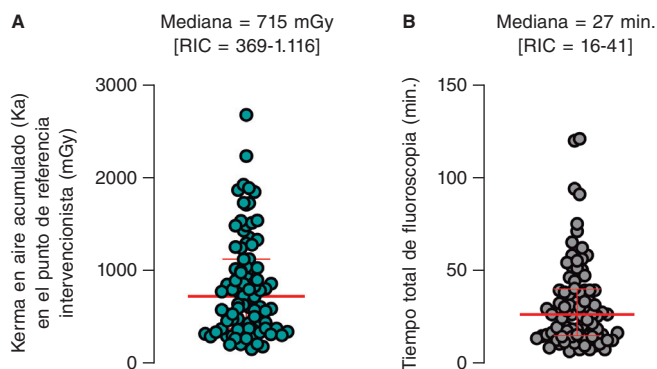 A
Mediana = 715 mGy
[RIC = 369-1.116]
Kerma en aire acumulado (Ka)
en el punto de referencia
intervencionista (mGy)
3000
2000
1000
0
B
Mediana = 27 min.
[RIC = 16-41]
Tiempo total de fluoroscopia (min.)
150
100
50
0